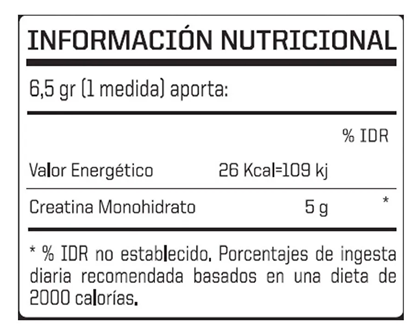 INFORMACIÓN NUTRICIONAL
6,5 gr (1 medida) aporta:
% IDR
Valor Energético 26 Kcal=109 kj
Creatina Monohidrato 5 g *
* % IDR no establecido. Porcentajes de ingesta
diaria recomendada basados en una dieta de
2000 calorías.